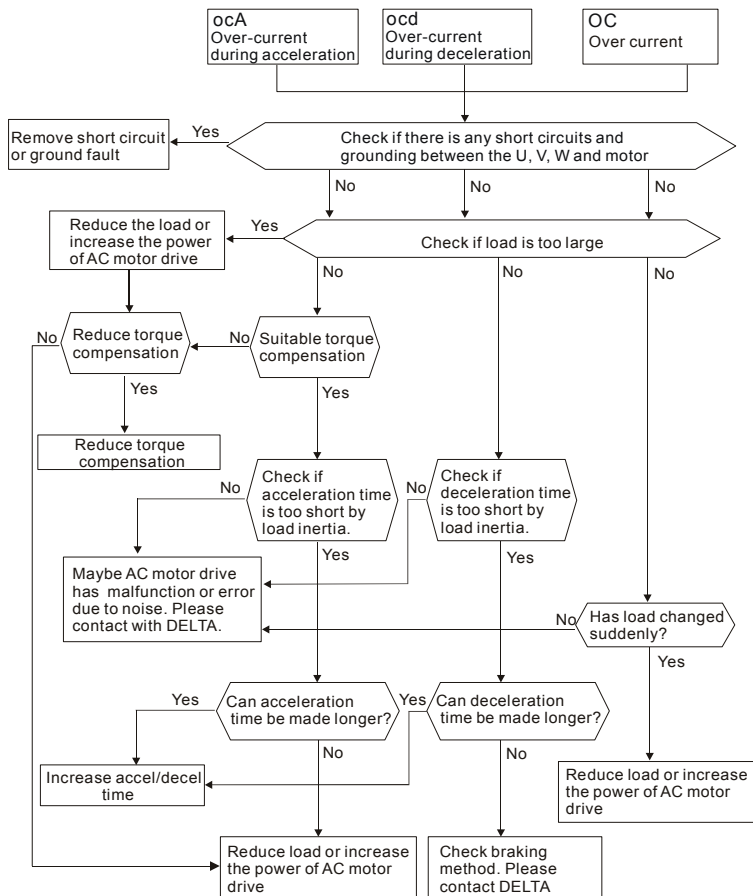 ocA
Over-current
during acceleration
ocd
Over-current
during deceleration
OC
Over current
Remove short circuit
or ground fault
Yes
Check if there is any short circuits and
grounding between the U, V, W and motor
No
No
No
Reduce the load or
increase the power
of AC motor drive
Yes
Check if load is too large
No
No
No
No
Reduce torque
compensation
No
Suitable torque
compensation
Yes
Yes
Reduce torque
compensation
No
Check if
acceleration time
is too short by
load inertia.
No
Check if
deceleration time
is too short by
load inertia.
Yes
Yes
Maybe AC motor drive
has malfunction or error
due to noise. Please
contact with DELTA.
No
Has load changed
suddenly?
Yes
Yes
Can acceleration
time be made longer?
Yes
Can deceleration
time be made longer?
No
No
Increase accel/decel
time
Reduce load or increase
the power of AC motor
drive
Reduce load or increase
the power of AC motor
drive
Check braking
method. Please
contact DELTA